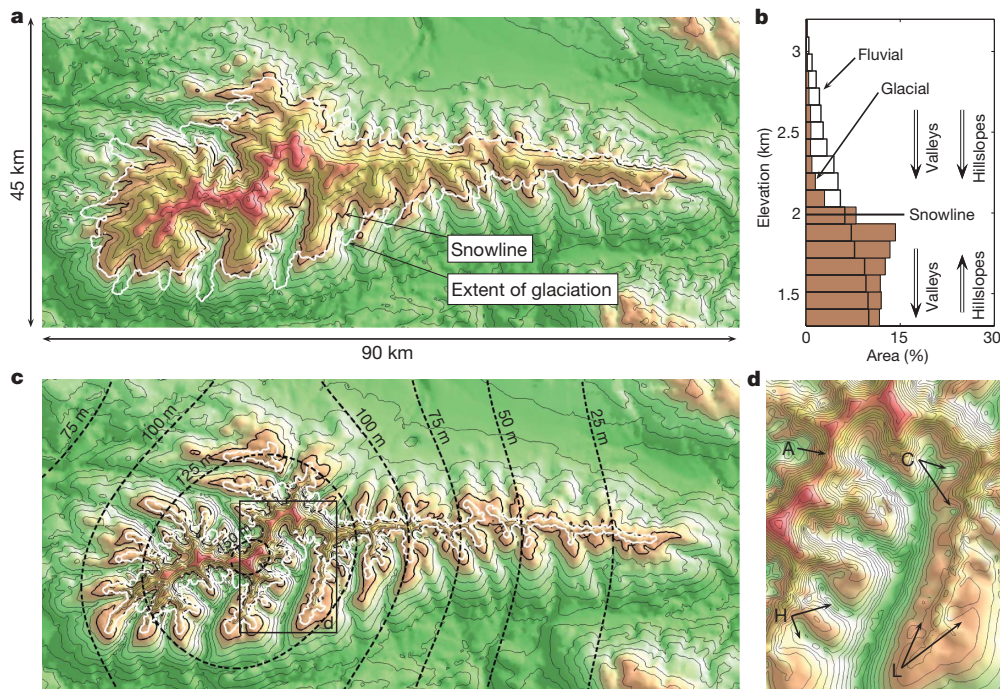 a
45 km
90 km
Snowline
Extent of glaciation
b
Elevation (km)
3
2.5
2
1.5
Fluvial
Glacial
Valleys
Hillslopes
Snowline
Valleys
Hillslopes
0
15
30
Area (%)
c
75 m
100 m
125 m
100 m
75 m
50 m
25 m
d
d
A
C
H
L